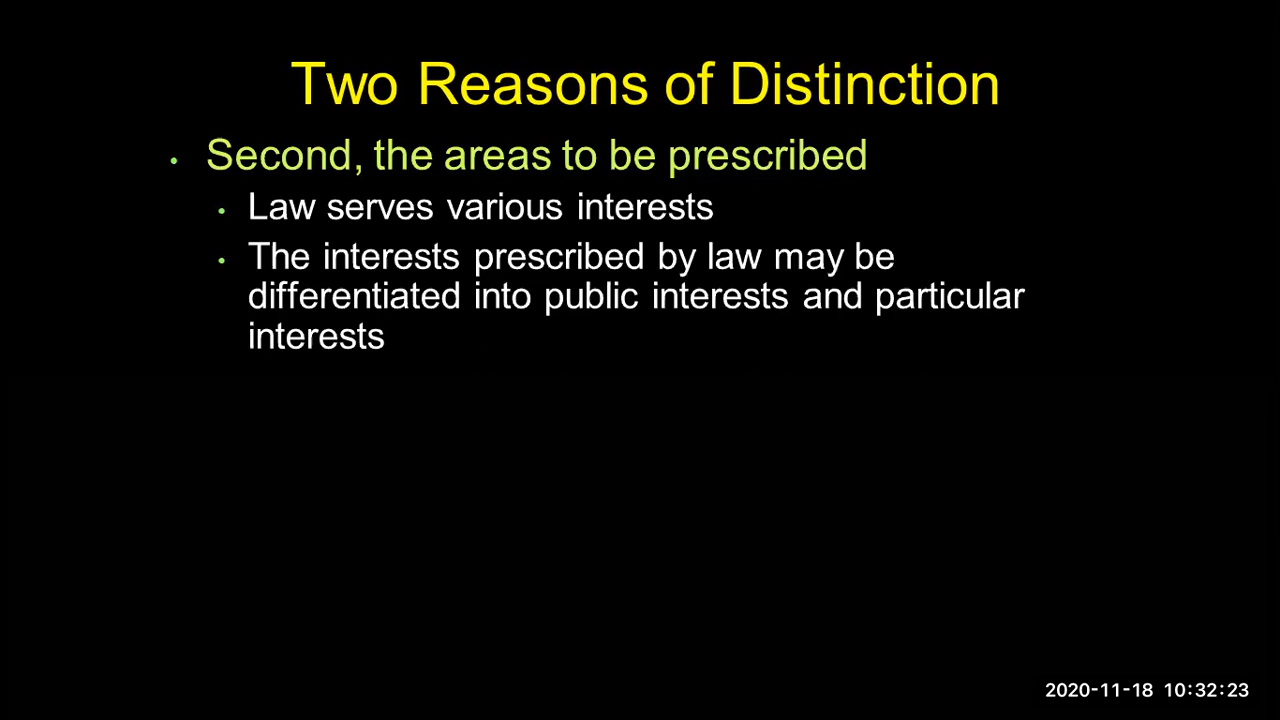 Two Reasons of Distinction
• Second, the areas to be prescribed
• Law serves various interests
• The interests prescribed by law may be
differentiated into public interests and particular
interests
2020-11-18 10:32:23